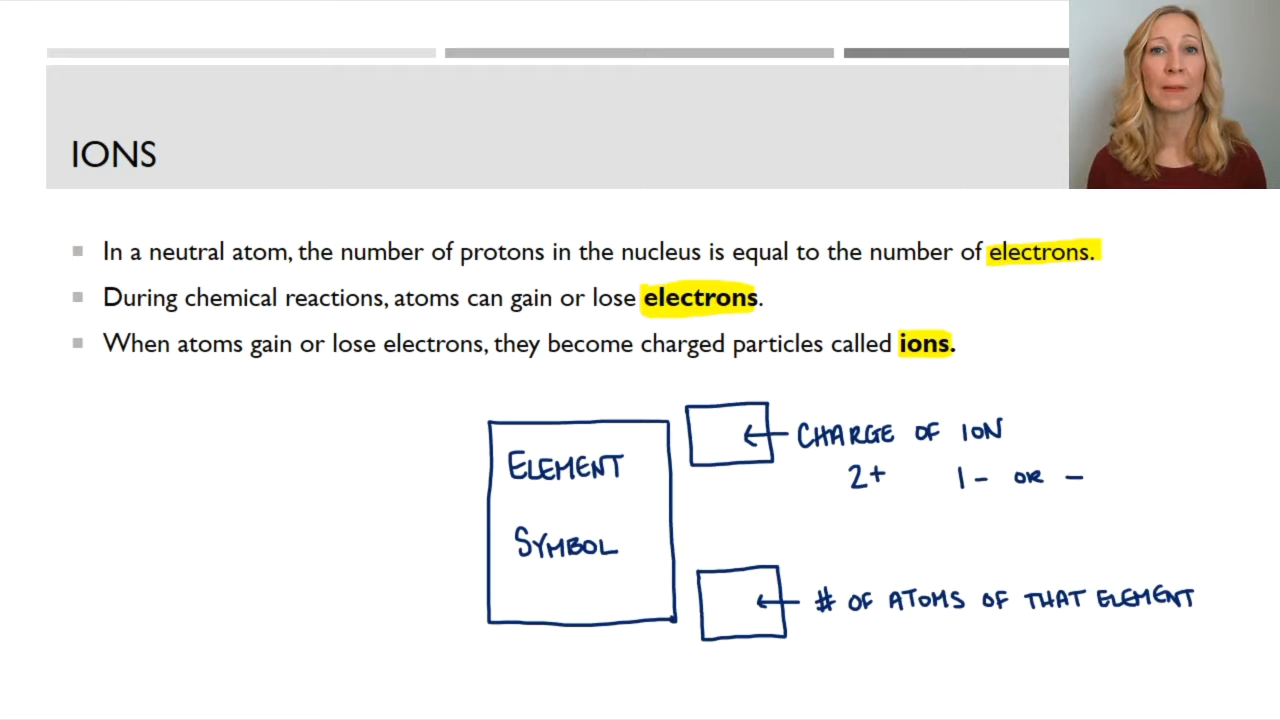 IONS
In a neutral atom, the number of protons in the nucleus is equal to the number of electrons.
During chemical reactions, atoms can gain or lose electrons.
When atoms gain or lose electrons, they become charged particles called ions.
ELEMENT
SYMBOL
CHARGE OF ION
2+ 1- OR -
# OF ATOMS OF THAT ELEMENT